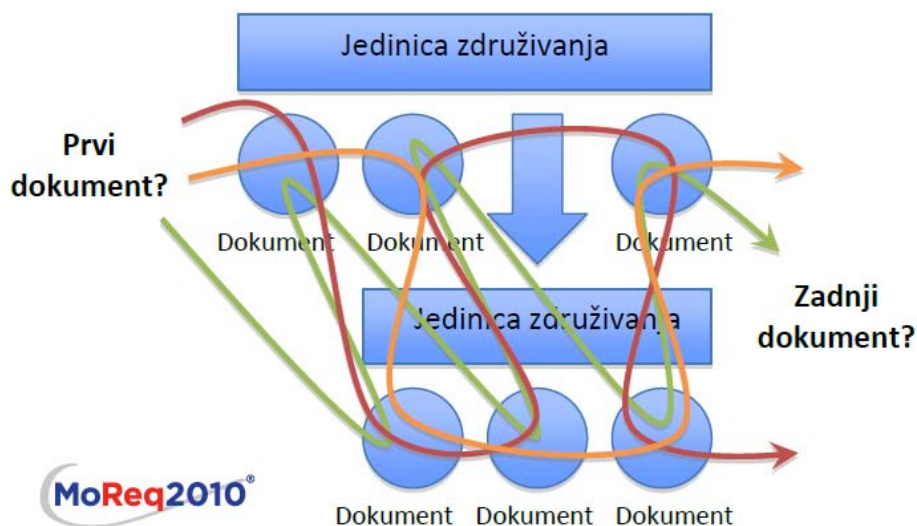 Jedinica združivanja
Prvi
dokument?
Dokument
Dokument
Dokument
Jedinica združivanja
Zadnji
dokument?
MoReq2010®
Dokument
Dokument
Dokument